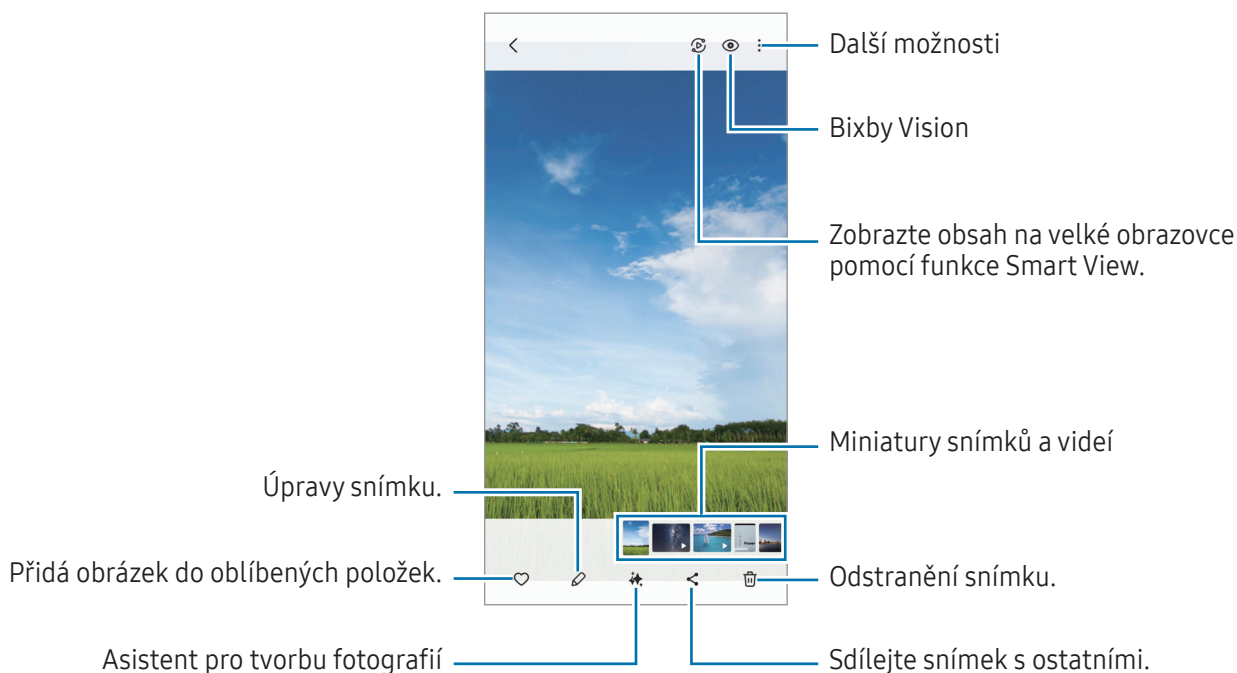 Další možnosti
Bixby Vision
Zobrazte obsah na velké obrazovce
pomocí funkce Smart View.
Miniatury snímků a videí
Úpravy snímku.
Přidá obrázek do oblíbených položek.
Odstranění snímku.
Asistent pro tvorbu fotografií
Sdílejte snímek s ostatními.